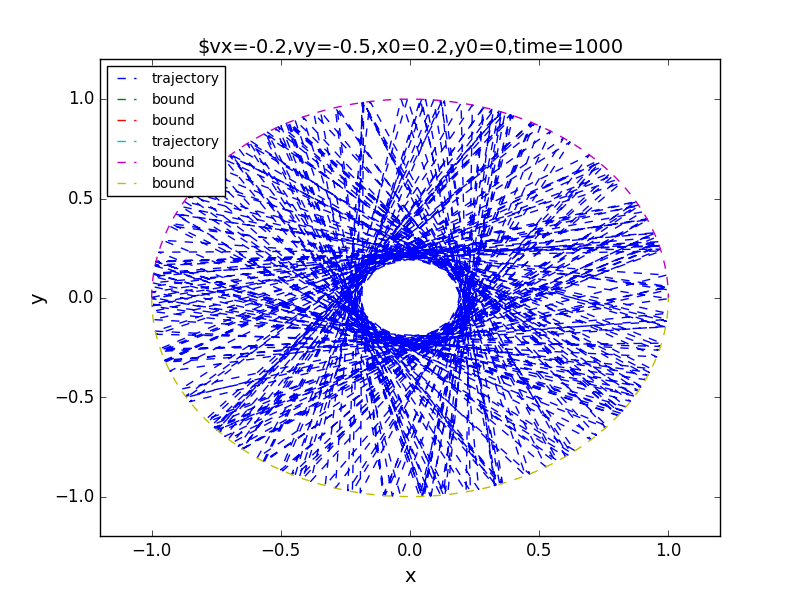 $vx=-0.2,vy=-0.5,x0=0.2,y0=0,time=1000
trajectory
bound
bound
trajectory
bound
bound
1.0
0.5
0.0
−0.5
−1.0
y
−1.0
−0.5
0.0
0.5
1.0
x